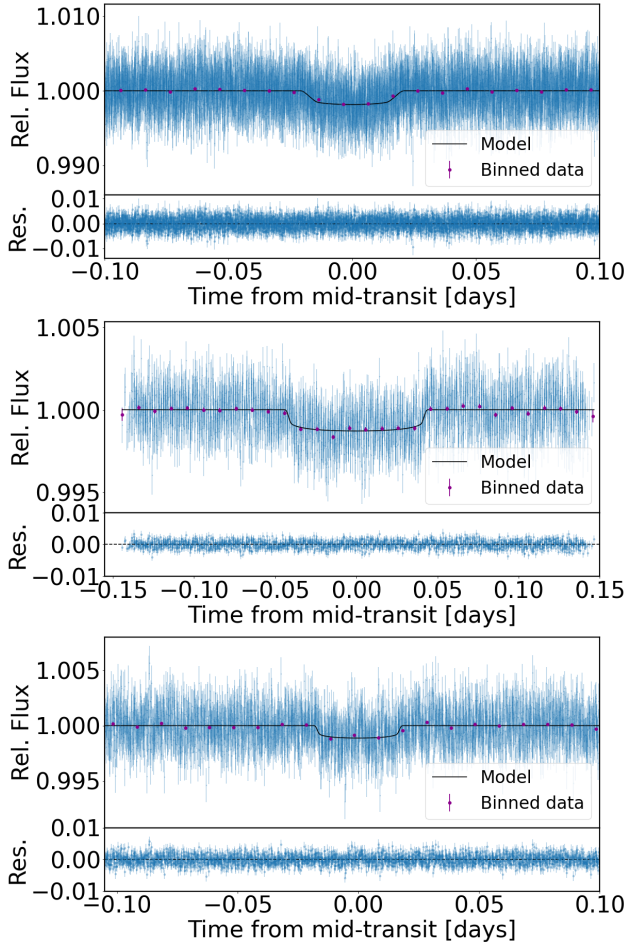 1.010
1.000
0.990
Rel. Flux
Model
Binned data
0.01
0.00
−0.01
Res.
−0.10 −0.05 0.00 0.05 0.10
Time from mid-transit [days]
1.005
1.000
0.995
Rel. Flux
Model
Binned data
0.01
0.00
−0.01
Res.
−0.15 −0.10 −0.05 0.00 0.05 0.10 0.15
Time from mid-transit [days]
1.005
1.000
0.995
Rel. Flux
Model
Binned data
0.01
0.00
−0.01
Res.
−0.10 −0.05 0.00 0.05 0.10
Time from mid-transit [days]